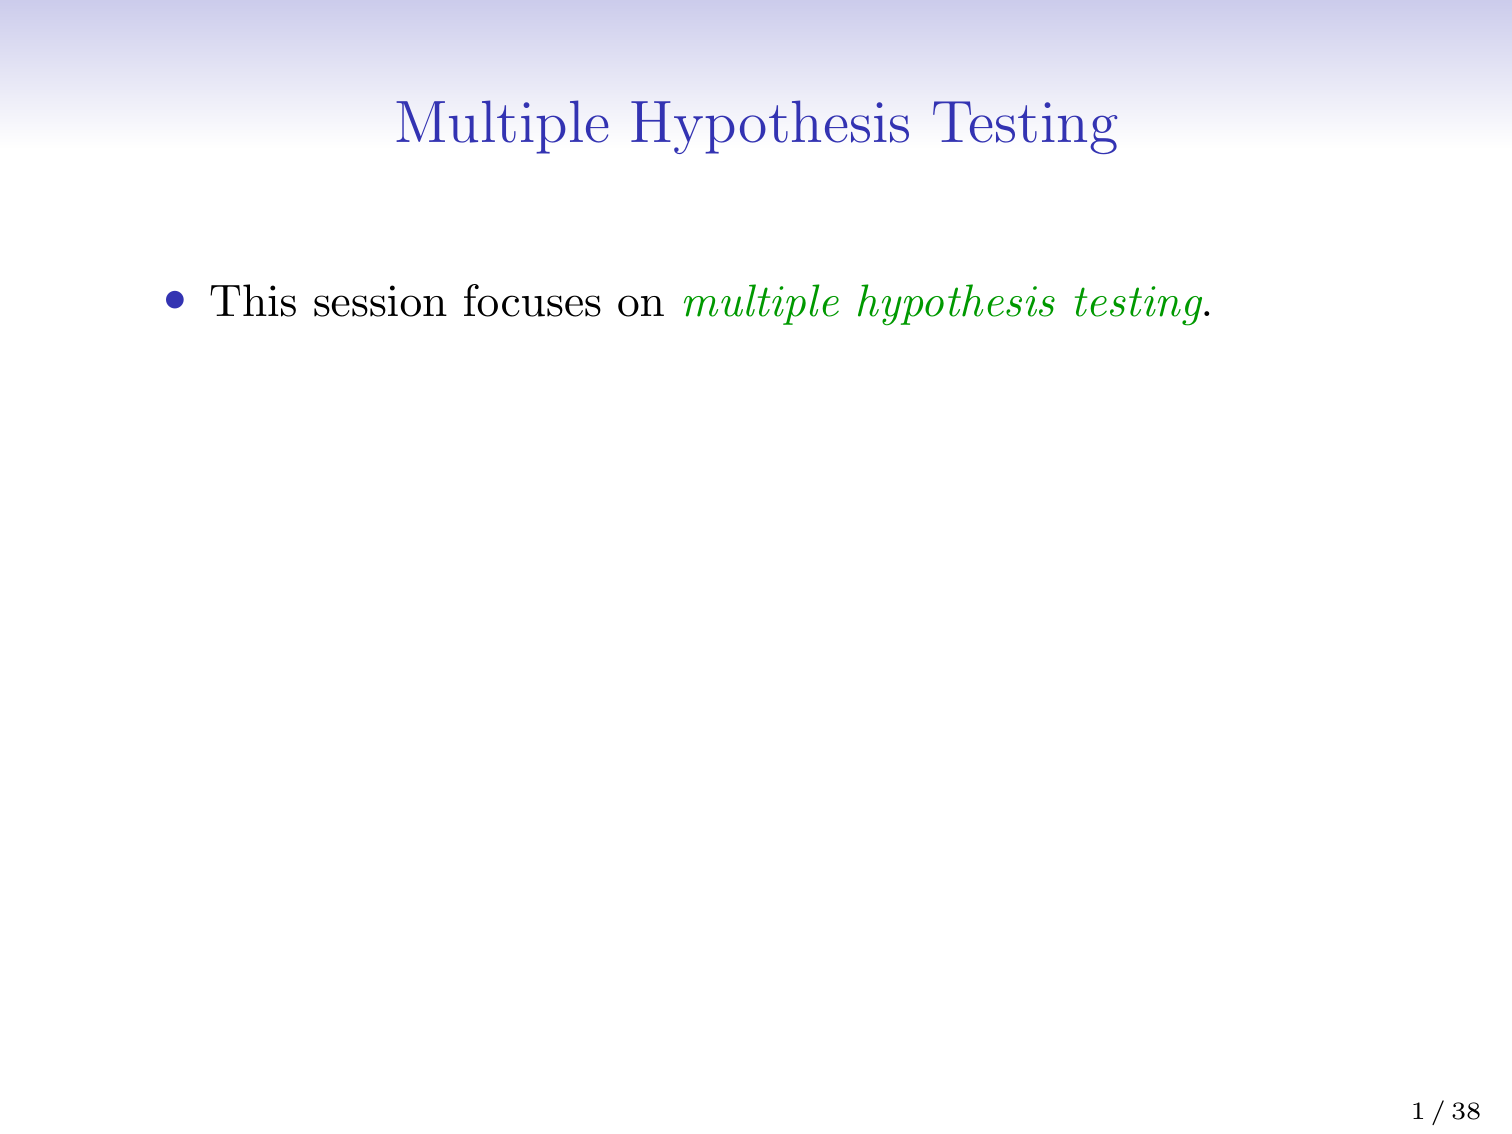 Multiple Hypothesis Testing
• This session focuses on multiple hypothesis testing.
1 / 38